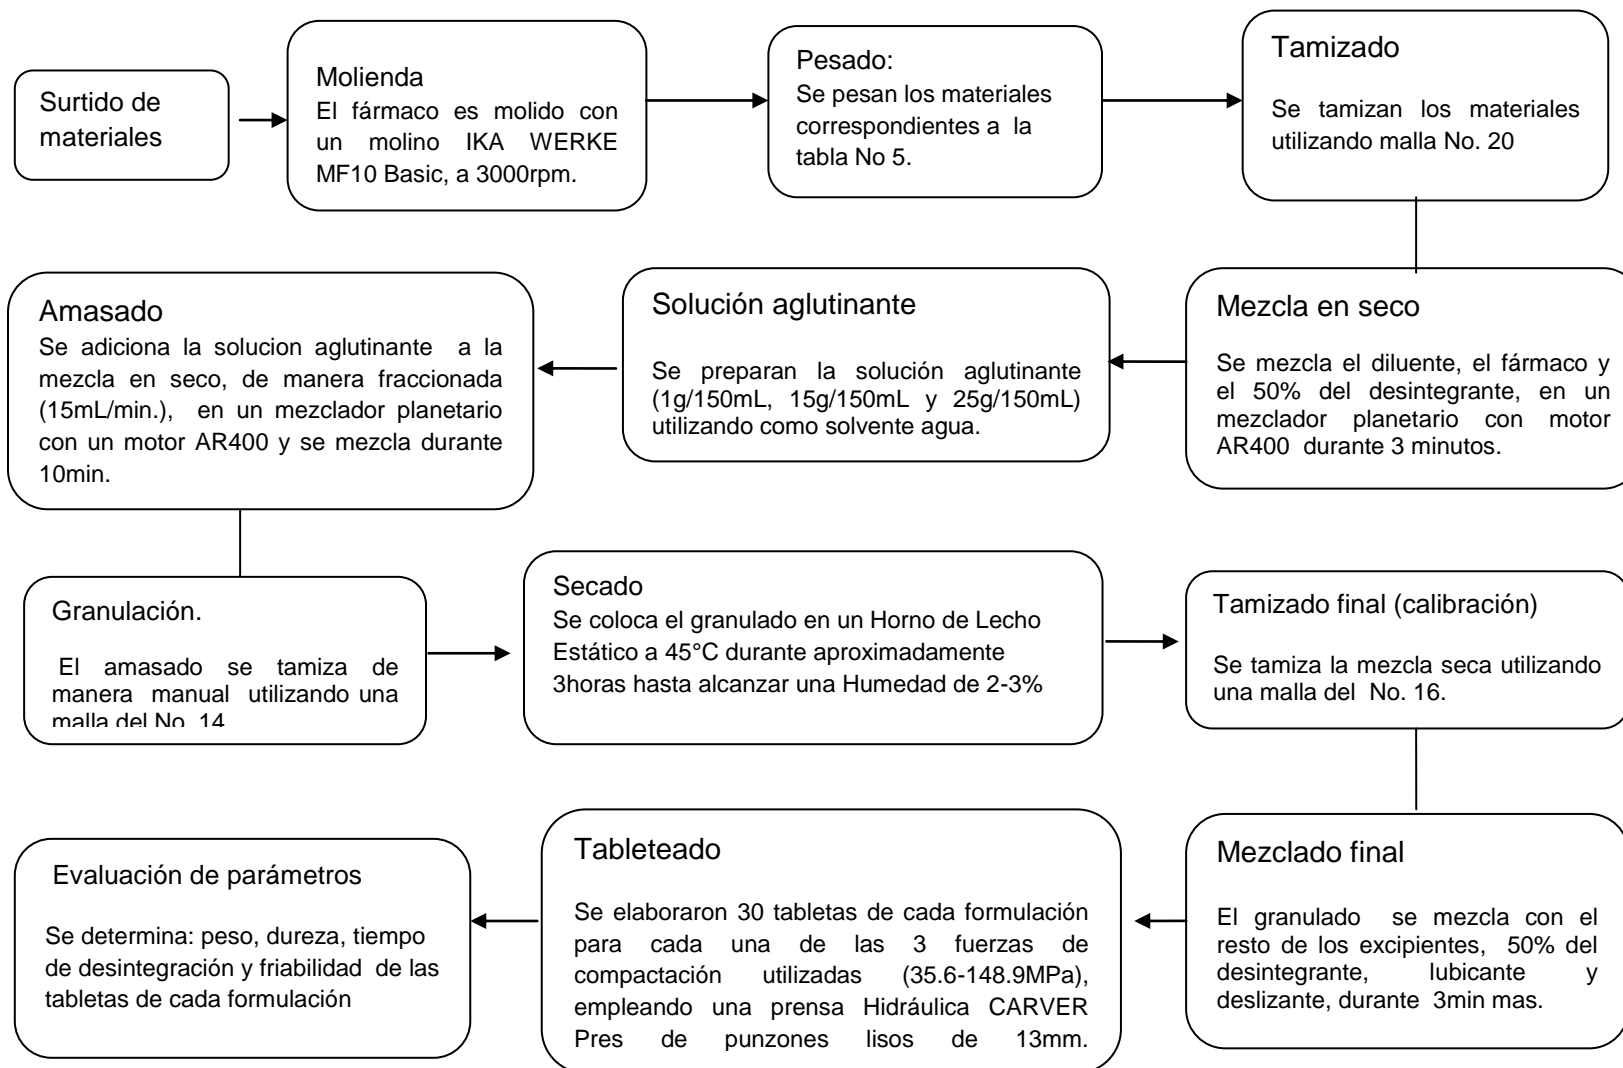 Surtido de
materiales
Molienda
El fármaco es molido con
un molino IKA WERKE
MF10 Basic, a 3000rpm.
Pesado:
Se pesan los materiales
correspondientes a la
tabla No 5.
Tamizado
Se tamizan los materiales
utilizando malla No. 20
Mezcla en seco
Se mezcla el diluente, el fármaco y
el 50% del desintegrante, en un
mezclador planetario con motor
AR400 durante 3 minutos.
Solución aglutinante
Se preparan la solución aglutinante
(1g/150mL, 15g/150mL y 25g/150mL)
utilizando como solvente agua.
Amasado
Se adiciona la solucion aglutinante a la
mezcla en seco, de manera fraccionada
(15mL/min.), en un mezclador planetario
con un motor AR400 y se mezcla durante
10min.
Granulación.
El amasado se tamiza de
manera manual utilizando una
malla del No. 14
Secado
Se coloca el granulado en un Horno de Lecho
Estático a 45°C durante aproximadamente
3horas hasta alcanzar una Humedad de 2-3%
Tamizado final (calibración)
Se tamiza la mezcla seca utilizando
una malla del No. 16.
Mezclado final
El granulado se mezcla con el
resto de los excipientes, 50% del
desintegrante, lubicante y
deslizante, durante 3min mas.
Tableteado
Se elaboraron 30 tabletas de cada formulación
para cada una de las 3 fuerzas de
compactación utilizadas (35.6-148.9MPa),
empleando una prensa Hidráulica CARVER
Pres de punzones lisos de 13mm.
Evaluación de parámetros
Se determina: peso, dureza, tiempo
de desintegración y friabilidad de las
tabletas de cada formulación